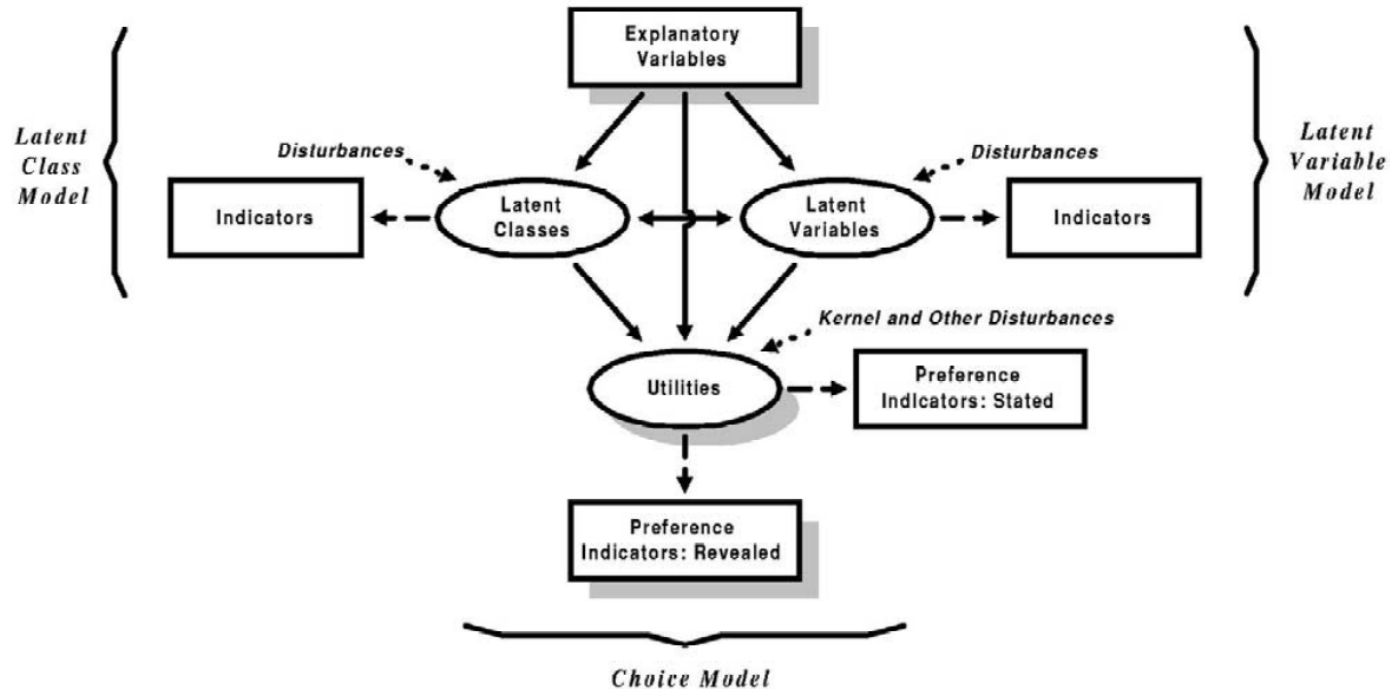 Explanatory
Variables
Latent
Class
Model
Disturbances
Disturbances
Latent
Variable
Model
Indicators
Latent
Classes
Latent
Variables
Indicators
Kernel and Other Disturbances
Utilities
Preference
Indicators: Stated
Preference
Indicators: Revealed
Choice Model